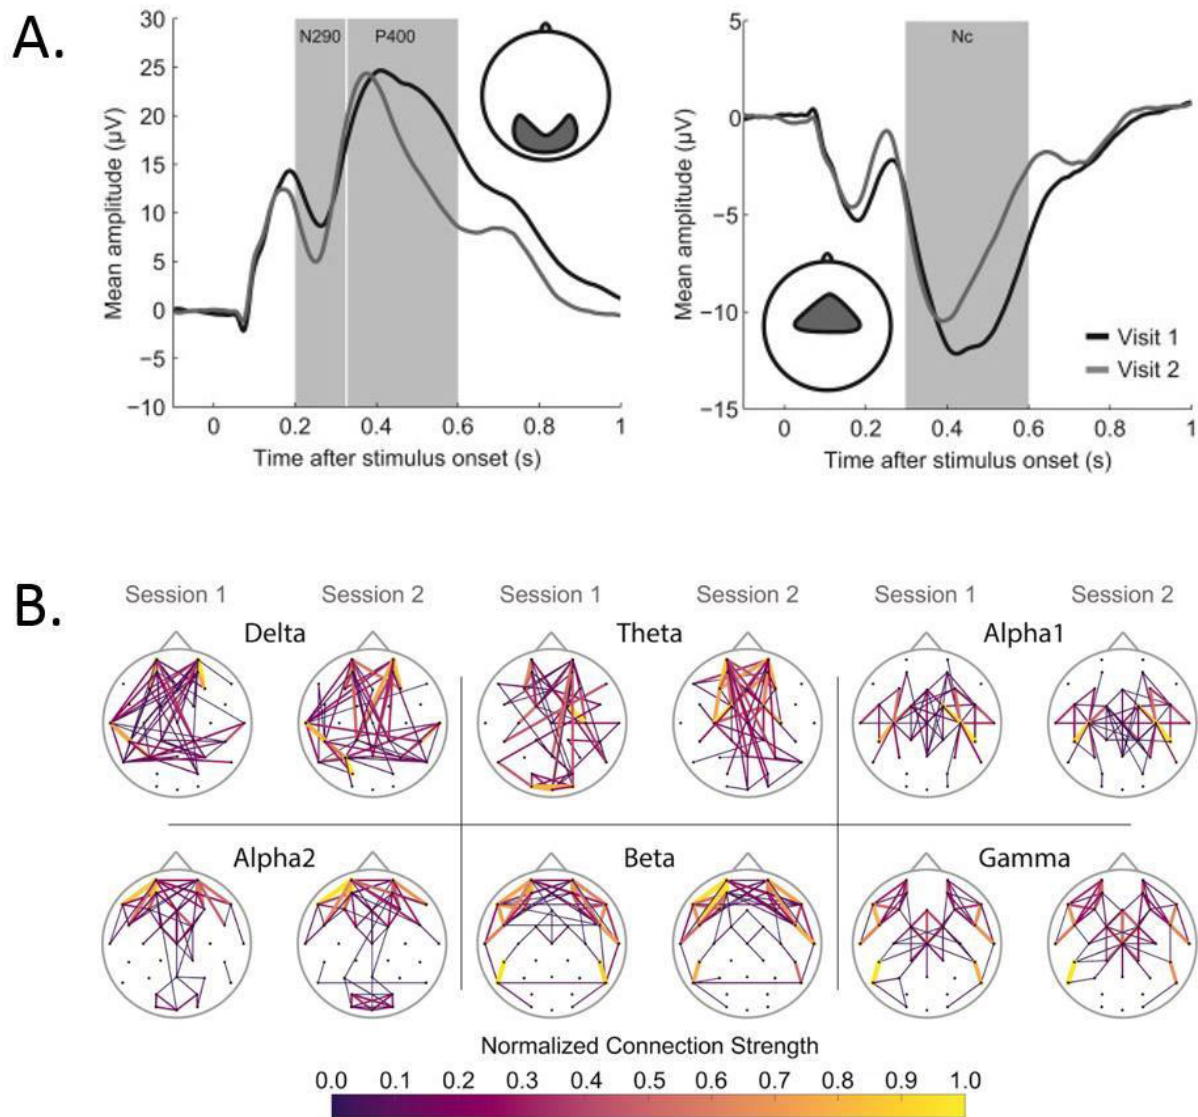 A.
30
25
20
15
10
5
0
−5
−10
Mean amplitude (µV)
N290
P400
0 0.2 0.4 0.6 0.8 1
Time after stimulus onset (s)
5
0
−5
−10
−15
Mean amplitude (µV)
Nc
Visit 1
Visit 2
0 0.2 0.4 0.6 0.8 1
Time after stimulus onset (s)
B.
Session 1 Session 2 Session 1 Session 2 Session 1 Session 2
Delta Theta Alpha1
Alpha2 Beta Gamma
Normalized Connection Strength
0.0 0.1 0.2 0.3 0.4 0.5 0.6 0.7 0.8 0.9 1.0